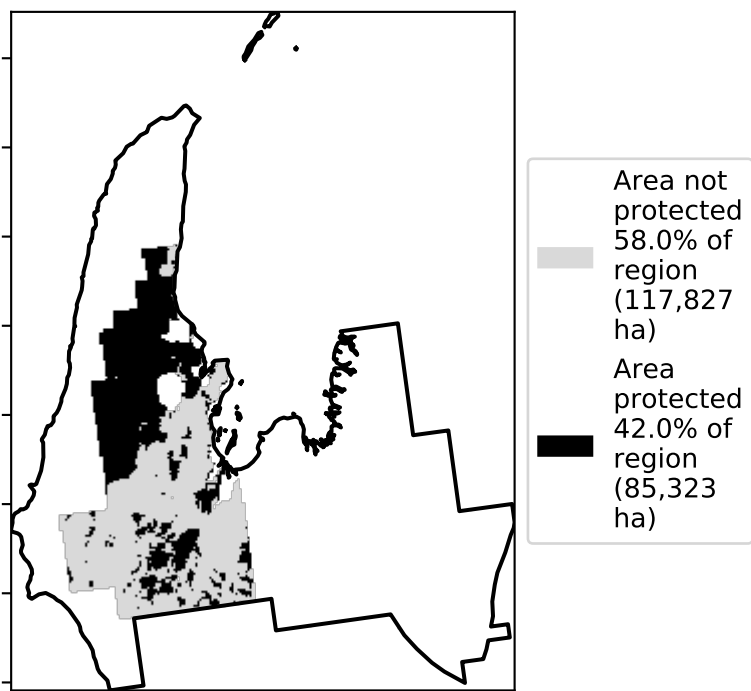 Area not
protected
58.0% of
region
(117,827
ha)
Area
protected
42.0% of
region
(85,323
ha)